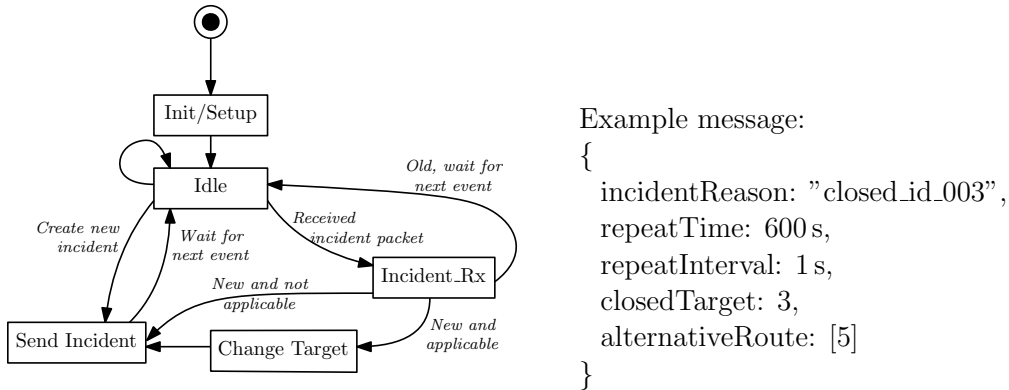 Init/Setup
Idle
Old, wait for
next event
Create new
incident
Wait for
next event
Received
incident packet
Incident_Rx
New and not
applicable
New and
applicable
Send Incident
Change Target
Example message:
{
incidentReason: ”closed_id_003”,
repeatTime: 600 s,
repeatInterval: 1 s,
closedTarget: 3,
alternativeRoute: [5]
}